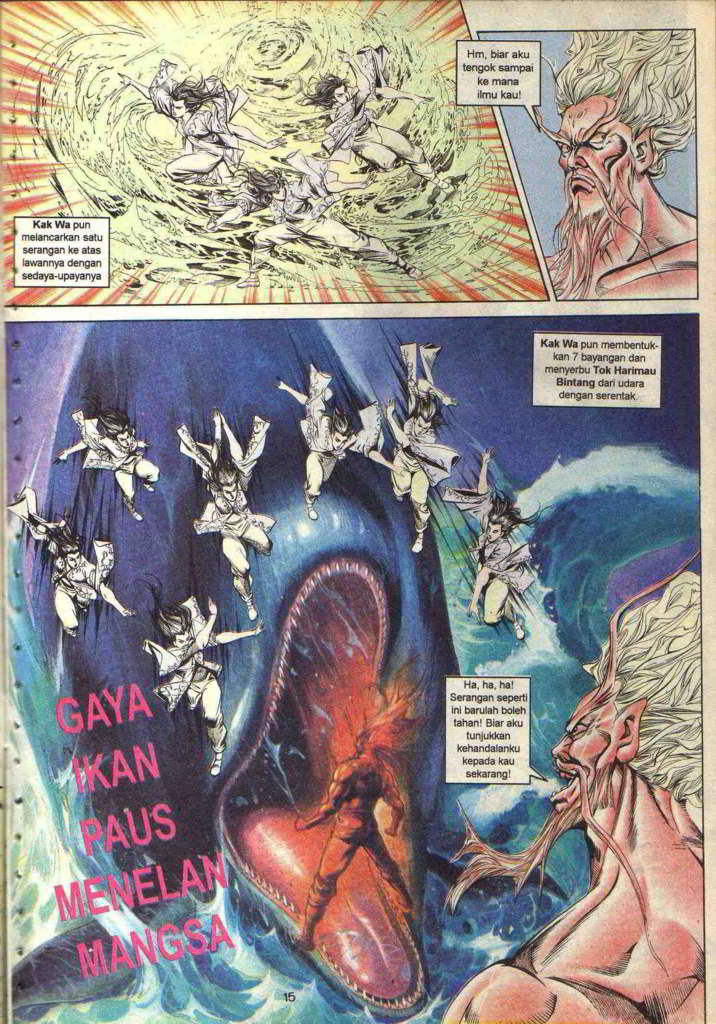 Kak Wa pun
melancarkan satu
serangan ke atas
lawannya dengan
sedaya-upayanya
Hm, biar aku
tengok sampai
ke mana
ilmu kau!
Kak Wa pun membentuk-
kan 7 bayangan dan
menyerbu Tok Harimau
Bintang dari udara
dengan serentak.
Ha, ha, ha!
Serangan seperti
ini barulah boleh
tahan! Biar aku
tunjukkan
kehandalanku
kepada kau
sekarang!
GAYA
IKAN
PAUS
MENELAN
MANGSA
15